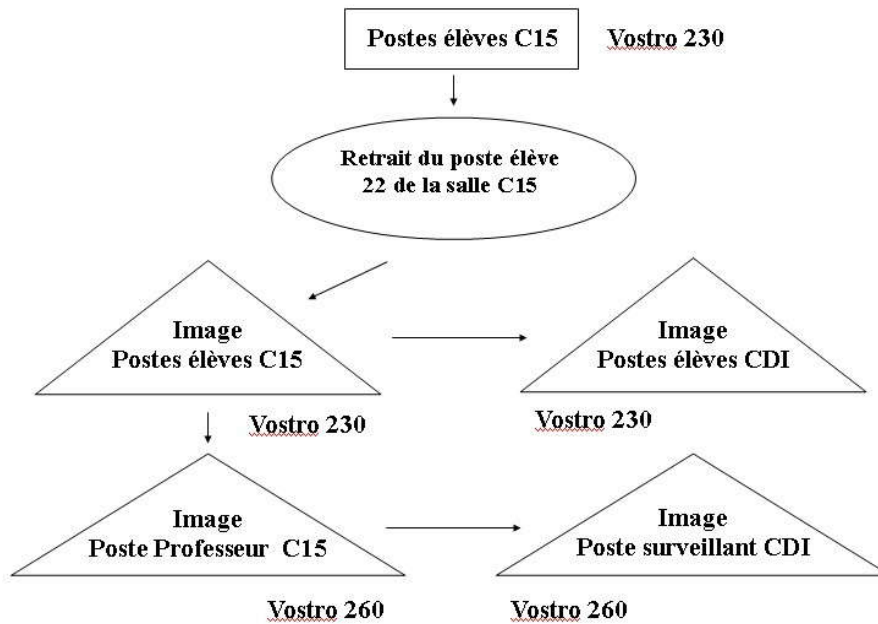 Postes élèves C15
Vostro 230
Retrait du poste élève
22 de la salle C15
Image
Postes élèves C15
Image
Postes élèves CDI
Vostro 230
Vostro 230
Image
Poste Professeur C15
Image
Poste surveillant CDI
Vostro 260
Vostro 260